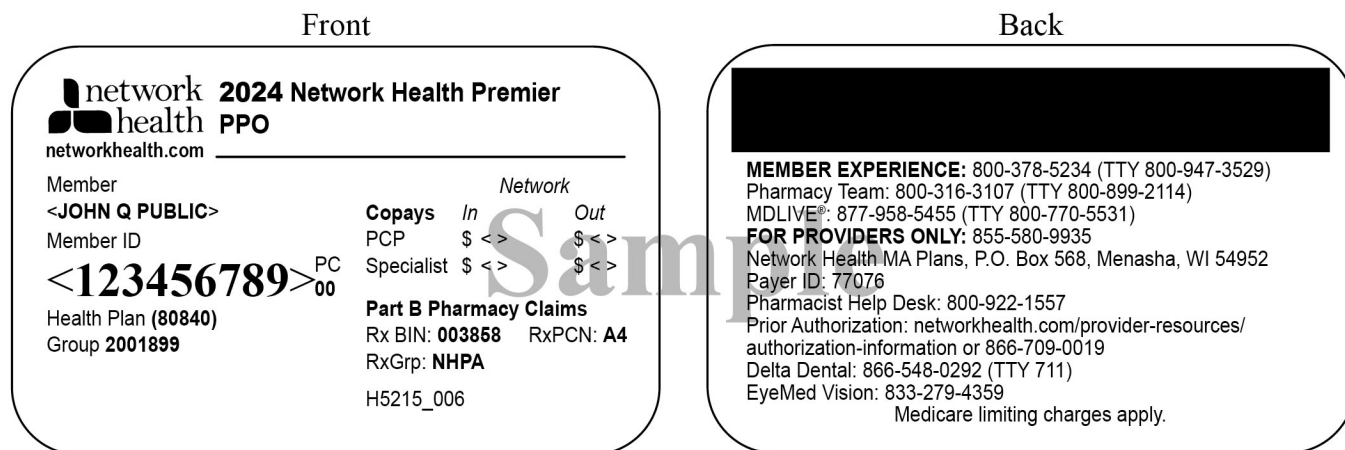 Front
network health
2024 Network Health Premier
PPO
networkhealth.com
Member
<JOHN Q PUBLIC>
Member ID
<123456789> PC 00
Health Plan (80840)
Group 2001899
Network
Copays In Out
PCP $ < > $ < >
Specialist $ < > $ < >
Part B Pharmacy Claims
Rx BIN: 003858 RxPCN: A4
RxGrp: NHPA
H5215_006
Sample
Back
MEMBER EXPERIENCE: 800-378-5234 (TTY 800-947-3529)
Pharmacy Team: 800-316-3107 (TTY 800-899-2114)
MDLIVE®: 877-958-5455 (TTY 800-770-5531)
FOR PROVIDERS ONLY: 855-580-9935
Network Health MA Plans, P.O. Box 568, Menasha, WI 54952
Payer ID: 77076
Pharmacist Help Desk: 800-922-1557
Prior Authorization: networkhealth.com/provider-resources/
authorization-information or 866-709-0019
Delta Dental: 866-548-0292 (TTY 711)
EyeMed Vision: 833-279-4359
Medicare limiting charges apply.